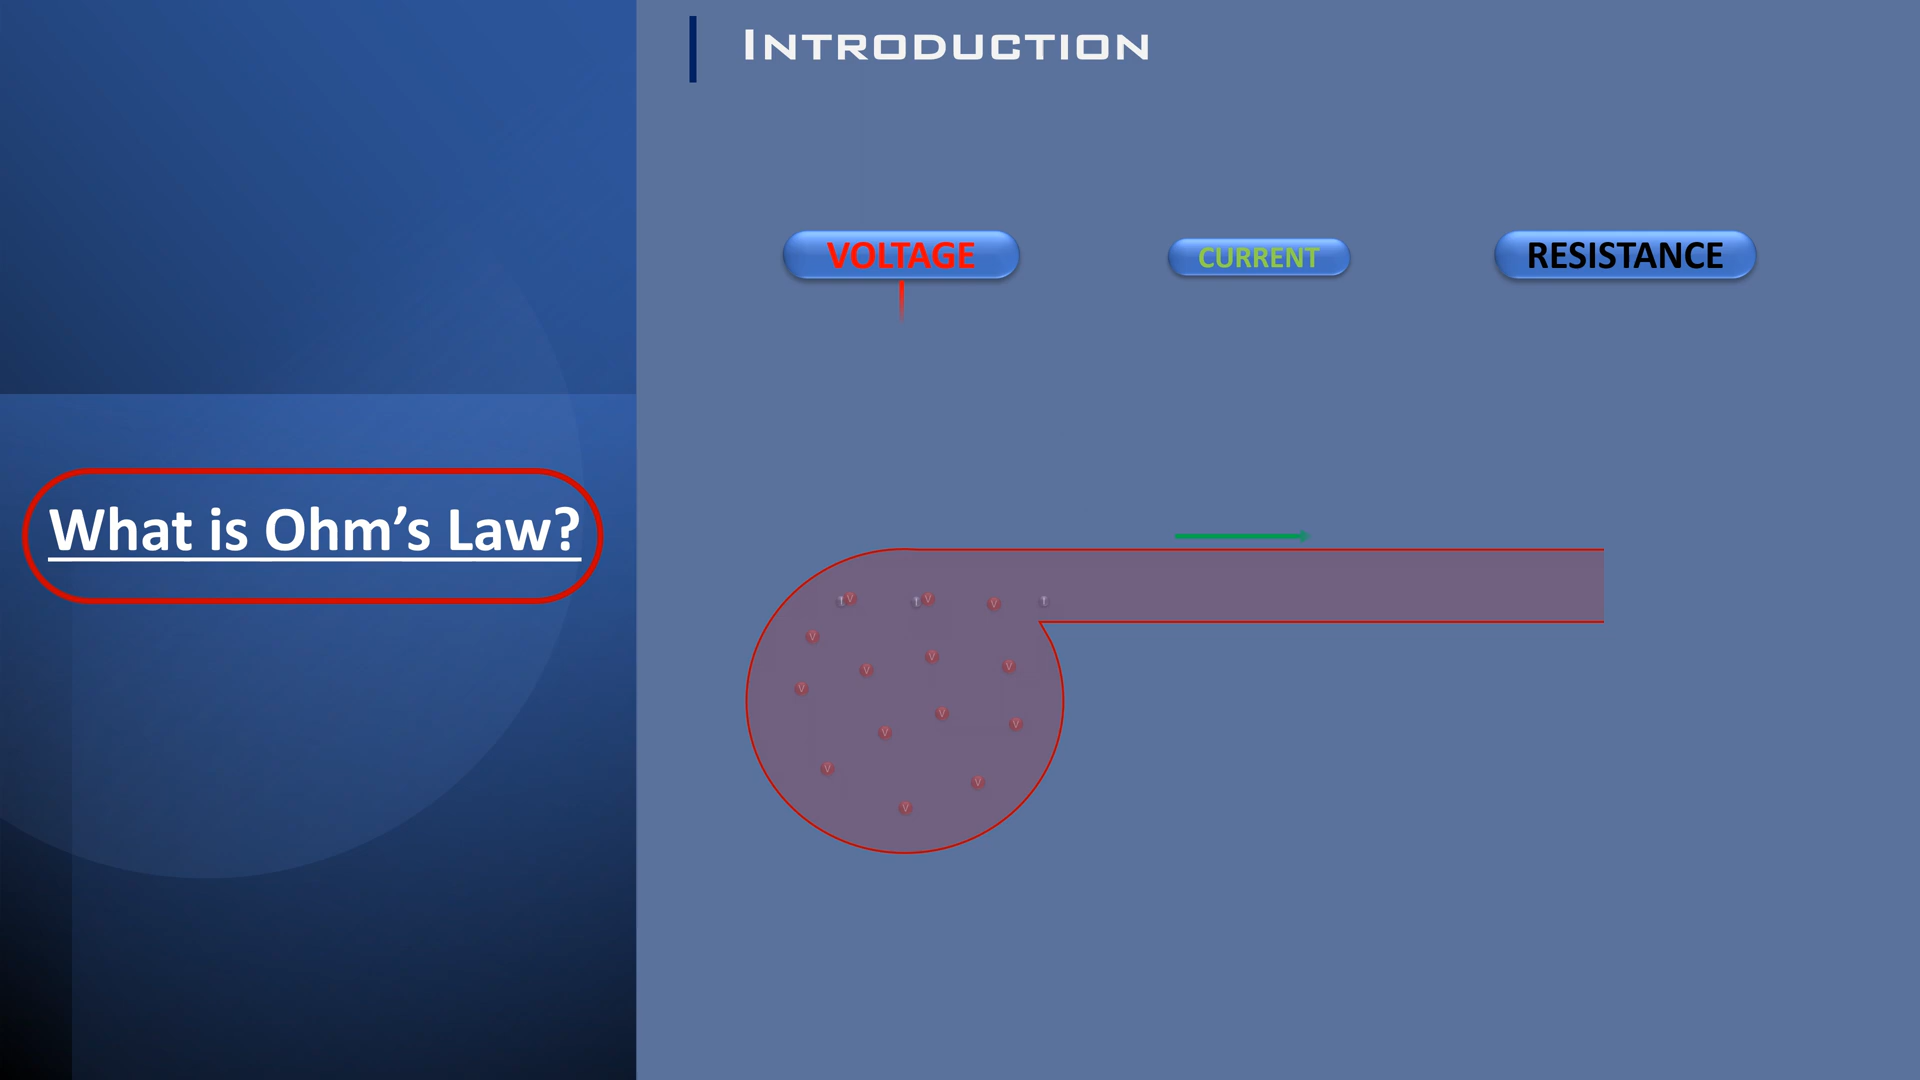 What is Ohm’s Law?
INTRODUCTION
VOLTAGE
CURRENT
RESISTANCE
I V I V V I
V
V V V
V
V V V
V V
V